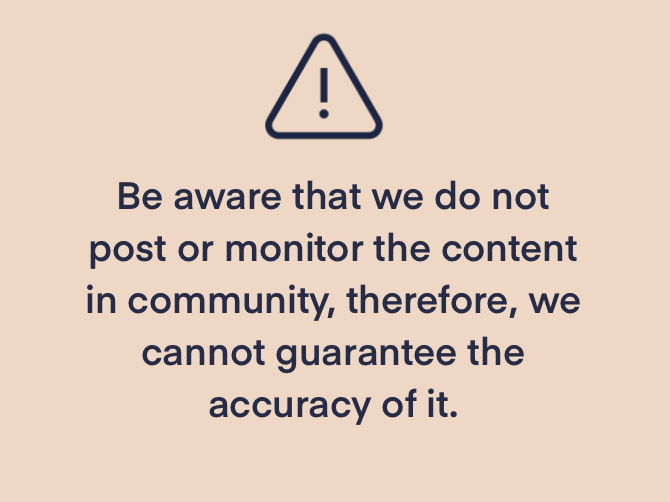 Be aware that we do not
post or monitor the content
in community, therefore, we
cannot guarantee the
accuracy of it.